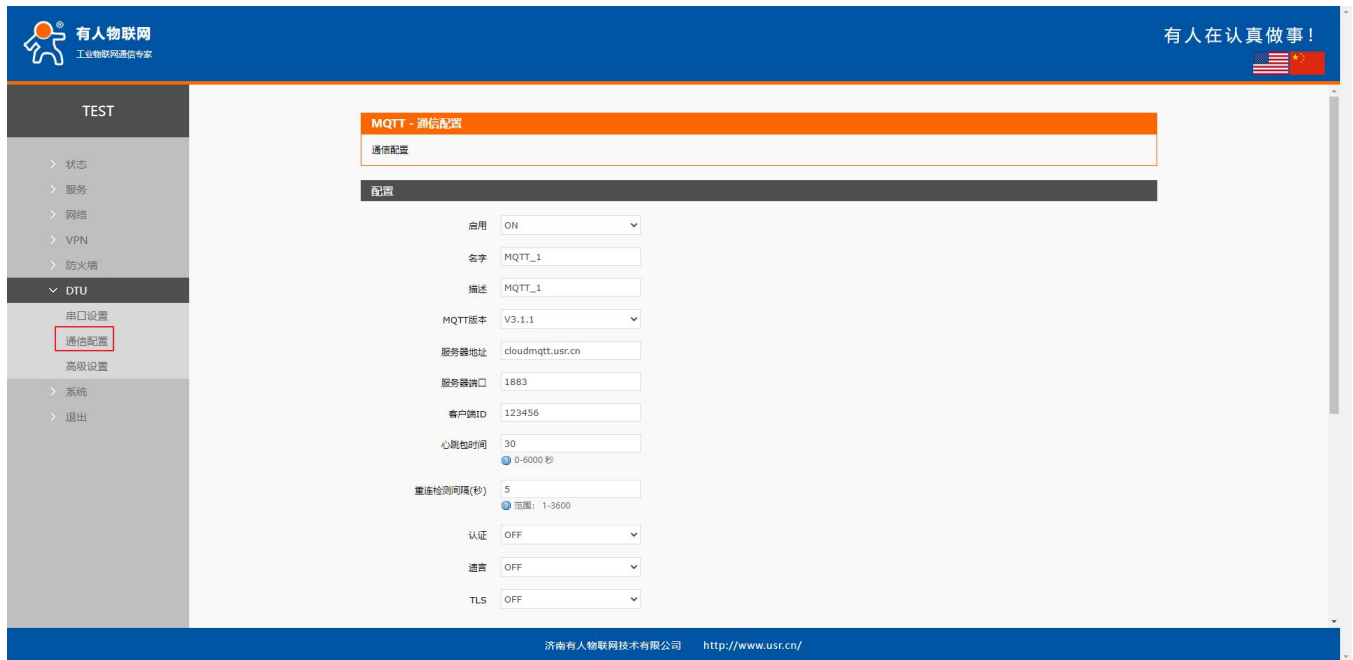 有人物联网
工业物联网通信专家
有人在认真做事!
TEST
状态
服务
网络
VPN
防火墙
DTU
串口设置
通信配置
高级设置
系统
退出
MQTT - 通信配置
通信配置
配置
启用 ON
名字 MQTT_1
描述 MQTT_1
MQTT版本 V3.1.1
服务器地址 cloudmqtt.usr.cn
服务器端口 1883
客户端ID 123456
心跳包时间 30
0-6000 秒
重连检测间隔(秒) 5
范围: 1-3600
认证 OFF
遗言 OFF
TLS OFF
济南有人物联网技术有限公司 http://www.usr.cn/